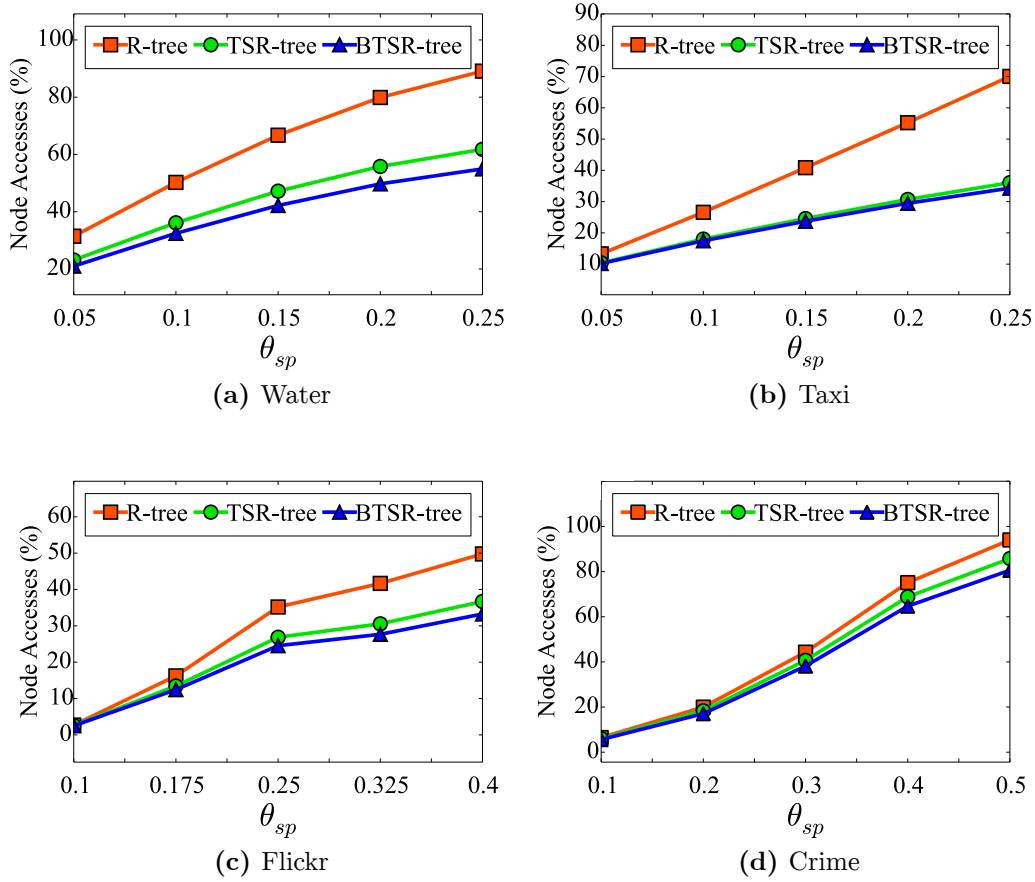 R-tree TSR-tree BTSR-tree
Node Accesses (%)
100
80
60
40
20
0.05 0.1 0.15 0.2 0.25
θsp
(a) Water
R-tree TSR-tree BTSR-tree
Node Accesses (%)
90
80
70
60
50
40
30
20
10
0.05 0.1 0.15 0.2 0.25
θsp
(b) Taxi
R-tree TSR-tree BTSR-tree
Node Accesses (%)
60
50
40
30
20
10
0
0.1 0.175 0.25 0.325 0.4
θsp
(c) Flickr
R-tree TSR-tree BTSR-tree
Node Accesses (%)
100
80
60
40
20
0
0.1 0.2 0.3 0.4 0.5
θsp
(d) Crime